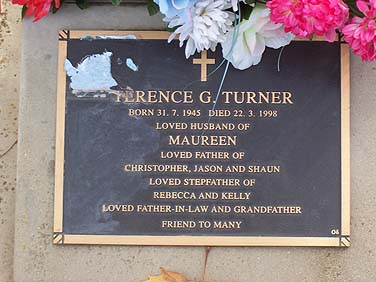 TERENCE G. TURNER
BORN 31. 7. 1945 DIED 22. 3. 1998
LOVED HUSBAND OF
MAUREEN
LOVED FATHER OF
CHRISTOPHER, JASON AND SHAUN
LOVED STEPFATHER OF
REBECCA AND KELLY
LOVED FATHER-IN-LAW AND GRANDFATHER
FRIEND TO MANY